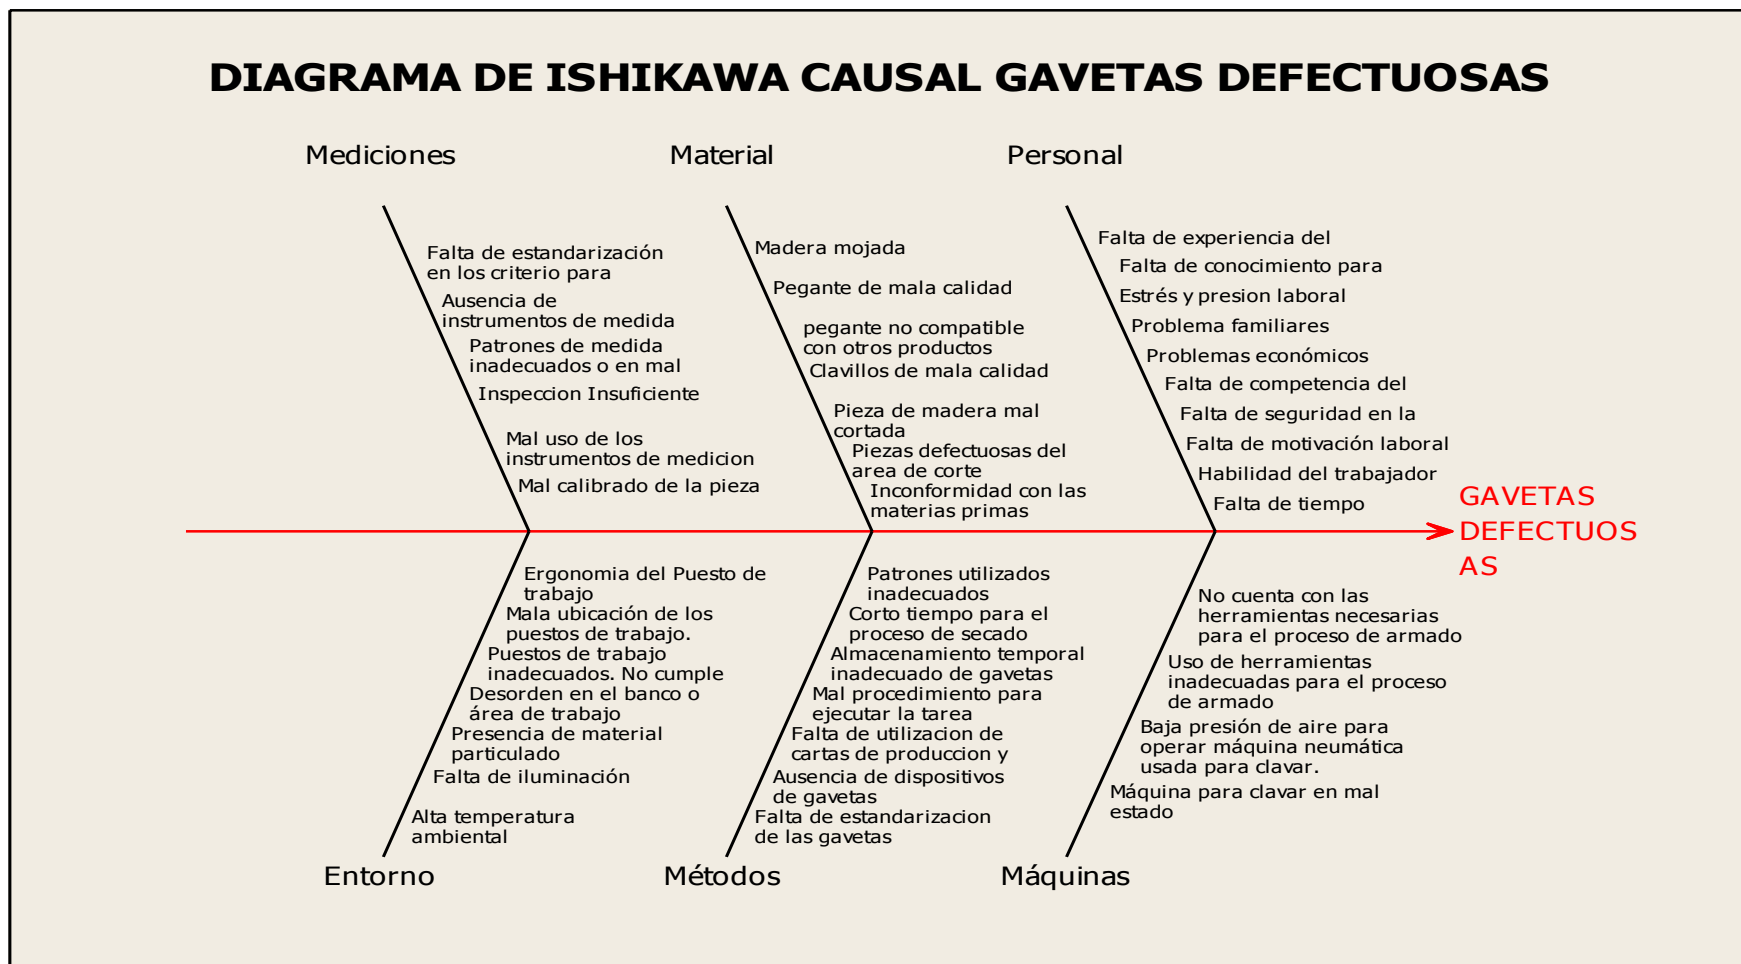 DIAGRAMA DE ISHIKAWA CAUSAL GAVETAS DEFECTUOSAS
Mediciones
Falta de estandarización
en los criterio para
Ausencia de
instrumentos de medida
Patrones de medida
inadecuados o en mal
Inspeccion Insuficiente
Mal uso de los
instrumentos de medicion
Mal calibrado de la pieza
Material
Madera mojada
Pegante de mala calidad
pegante no compatible
con otros productos
Clavillos de mala calidad
Pieza de madera mal
cortada
Piezas defectuosas del
area de corte
Inconformidad con las
materias primas
Personal
Falta de experiencia del
Falta de conocimiento para
Estrés y presion laboral
Problema familiares
Problemas económicos
Falta de competencia del
Falta de seguridad en la
Falta de motivación laboral
Habilidad del trabajador
Falta de tiempo
GAVETAS
DEFECTUOS
AS
Ergonomia del Puesto de
trabajo
Mala ubicación de los
puestos de trabajo.
Puestos de trabajo
inadecuados. No cumple
Desorden en el banco o
área de trabajo
Presencia de material
particulado
Falta de iluminación
Alta temperatura
ambiental
Entorno
Patrones utilizados
inadecuados
Corto tiempo para el
proceso de secado
Almacenamiento temporal
inadecuado de gavetas
Mal procedimiento para
ejecutar la tarea
Falta de utilizacion de
cartas de produccion y
Ausencia de dispositivos
de gavetas
Falta de estandarizacion
de las gavetas
Métodos
No cuenta con las
herramientas necesarias
para el proceso de armado
Uso de herramientas
inadecuadas para el proceso
de armado
Baja presión de aire para
operar máquina neumática
usada para clavar.
Máquina para clavar en mal
estado
Máquinas